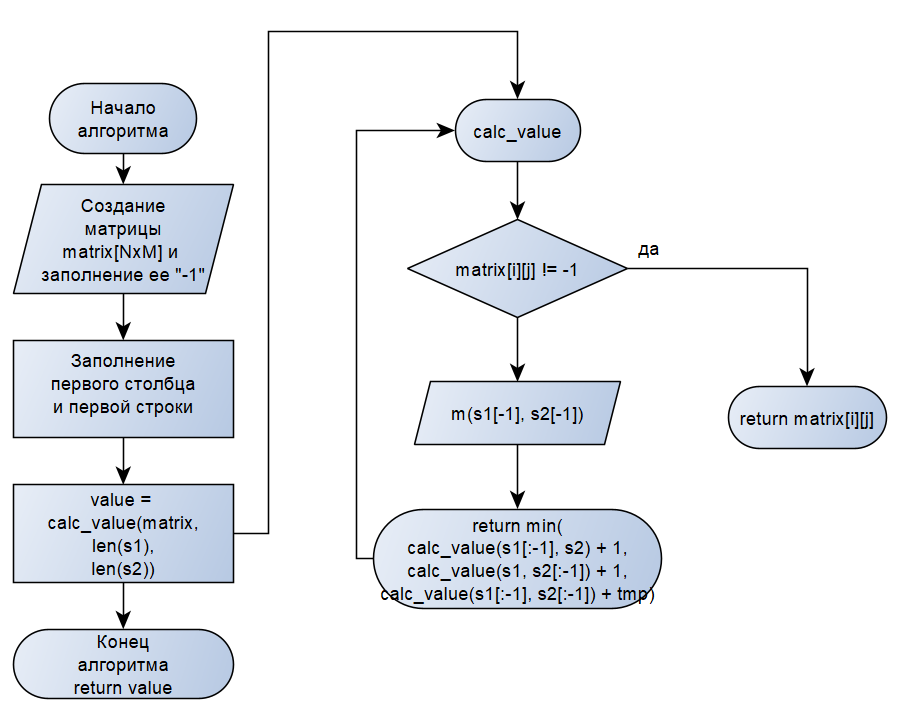 Начало
алгоритма
Создание
матрицы
matrix[NxM] и
заполнение ее "-1"
Заполнение
первого столбца
и первой строки
value =
calc_value(matrix,
len(s1),
len(s2))
Конец
алгоритма
return value
calc_value
matrix[i][j] != -1
да
return matrix[i][j]
m(s1[-1], s2[-1])
return min(
calc_value(s1[:-1], s2) + 1,
calc_value(s1, s2[:-1]) + 1,
calc_value(s1[:-1], s2[:-1]) + tmp)